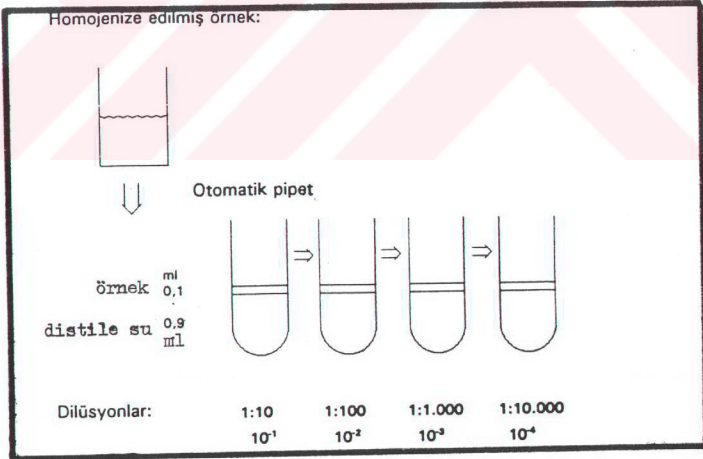 Homojenize edilmiş örnek:
Otomatik pipet
örnek ml 0,1
distile su 0,9 ml
Dilüsyonlar: 1:10 1:100 1:1.000 1:10.000
10⁻¹ 10⁻² 10⁻³ 10⁻⁴